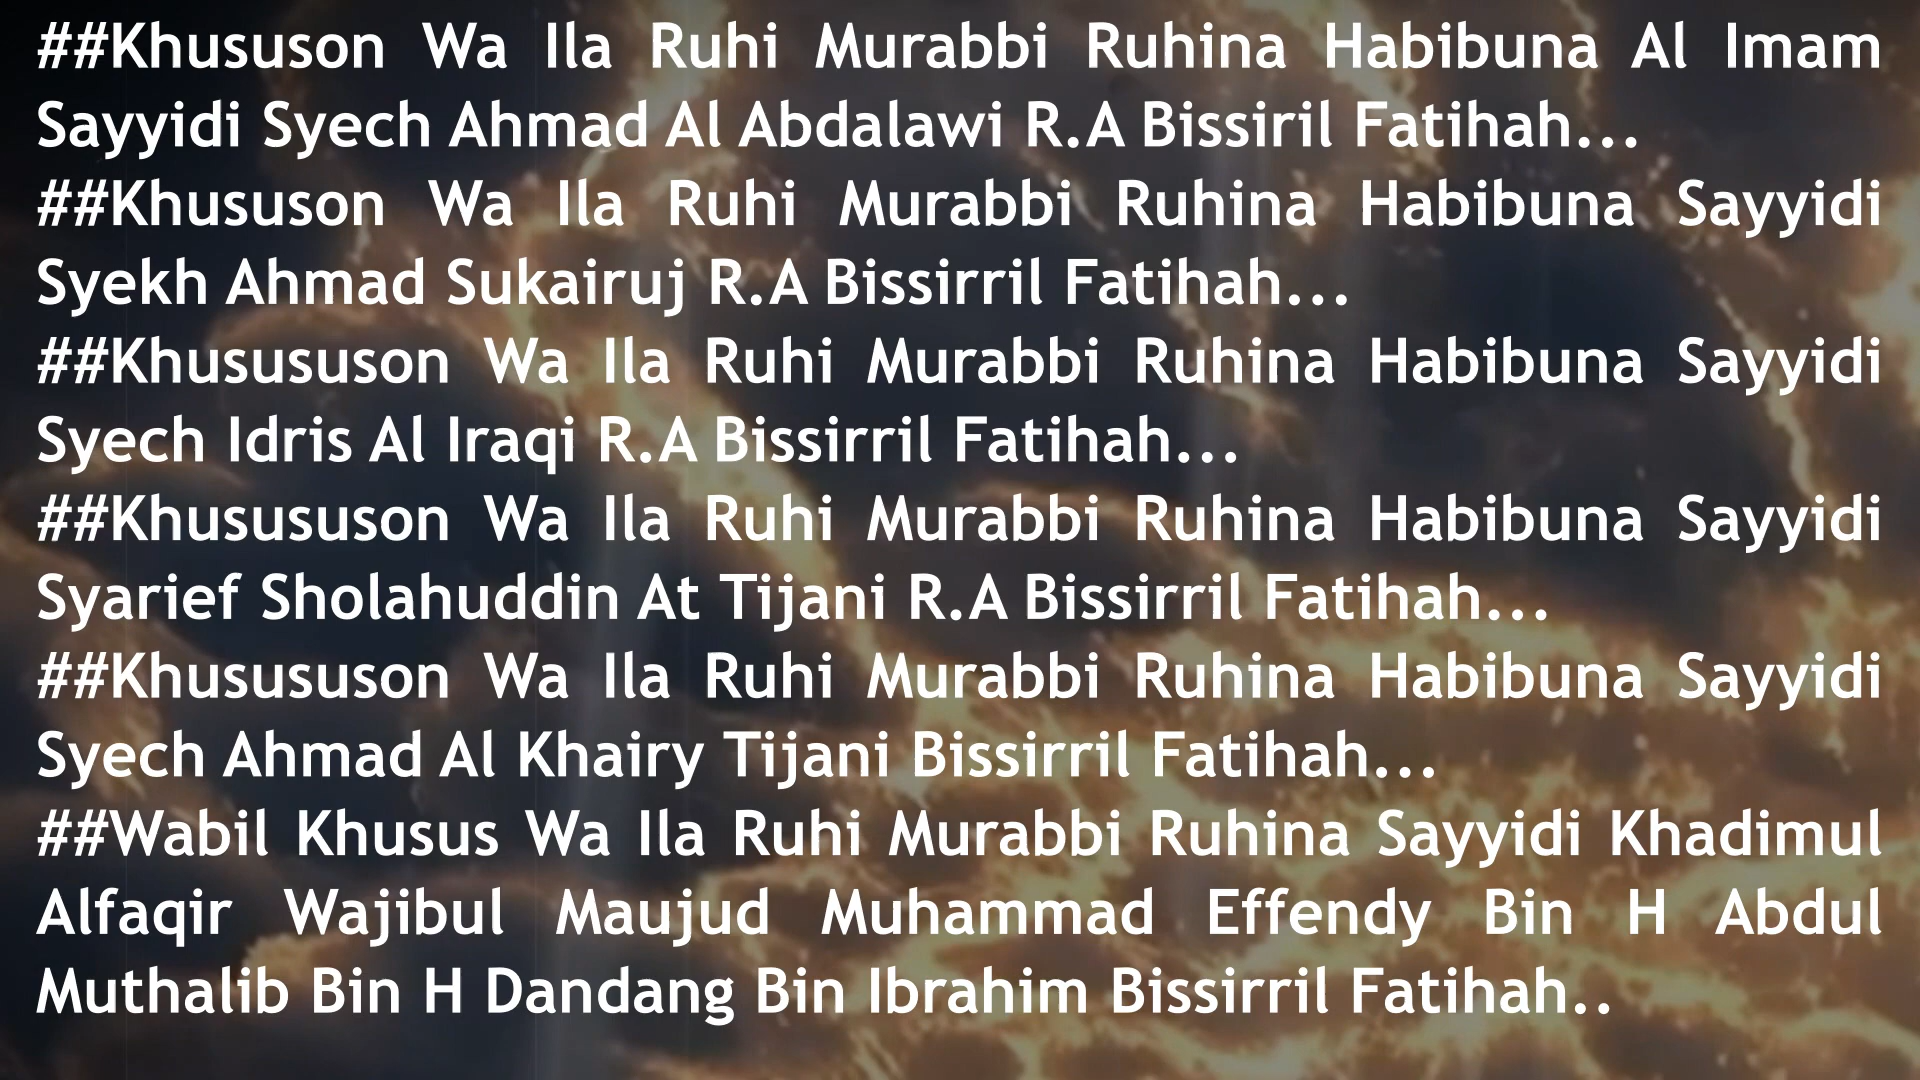 ##Khususon Wa Ila Ruhi Murabbi Ruhina Habibuna Al Imam
Sayyidi Syech Ahmad Al Abdalawi R.A Bissiril Fatihah...
##Khususon Wa Ila Ruhi Murabbi Ruhina Habibuna Sayyidi
Syekh Ahmad Sukairuj R.A Bissirril Fatihah...
##Khusususon Wa Ila Ruhi Murabbi Ruhina Habibuna Sayyidi
Syech Idris Al Iraqi R.A Bissirril Fatihah...
##Khusususon Wa Ila Ruhi Murabbi Ruhina Habibuna Sayyidi
Syarief Sholahuddin At Tijani R.A Bissirril Fatihah...
##Khusususon Wa Ila Ruhi Murabbi Ruhina Habibuna Sayyidi
Syech Ahmad Al Khairy Tijani Bissirril Fatihah...
##Wabil Khusus Wa Ila Ruhi Murabbi Ruhina Sayyidi Khadimul
Alfaqir Wajibul Maujud Muhammad Effendy Bin H Abdul
Muthalib Bin H Dandang Bin Ibrahim Bissirril Fatihah..